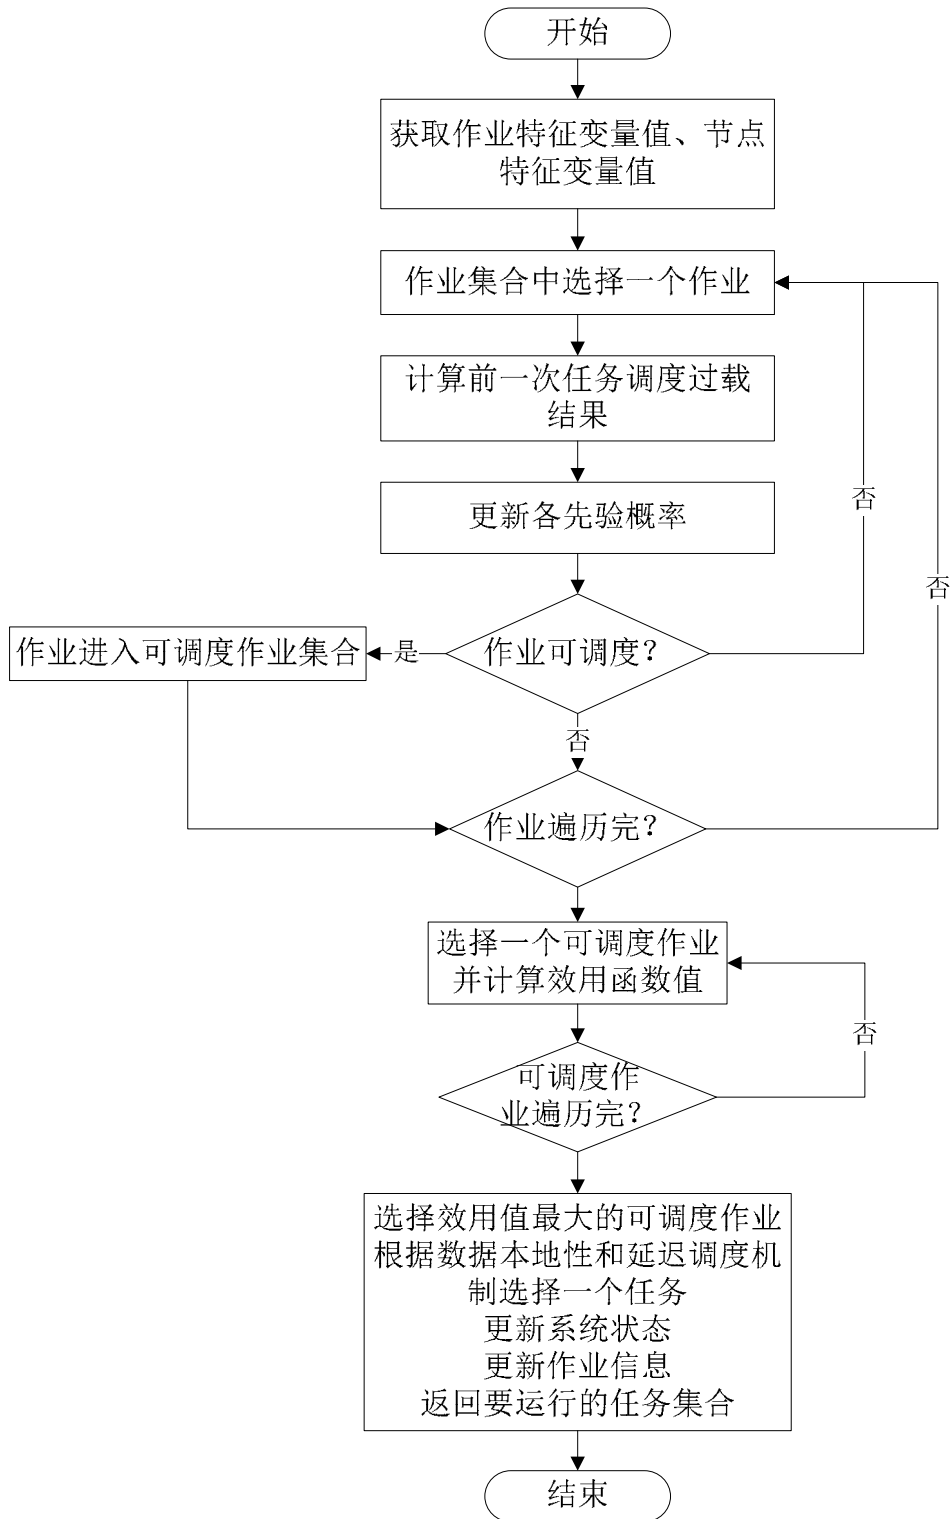 开始
获取作业特征变量值、节点
特征变量值
作业集合中选择一个作业
计算前一次任务调度过载
结果
更新各先验概率
否
否
作业进入可调度作业集合
是
作业可调度？
否
作业遍历完？
选择一个可调度作业
并计算效用函数值
否
可调度作
业遍历完？
选择效用值最大的可调度作业
根据数据本地性和延迟调度机
制选择一个任务
更新系统状态
更新作业信息
返回要运行的任务集合
结束